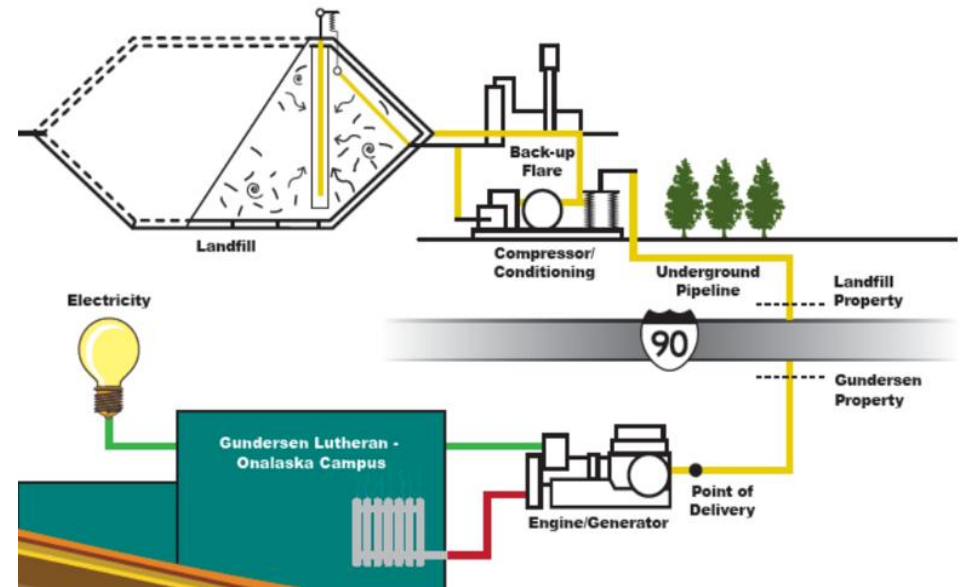 Back-up
Flare
Landfill
Compressor/
Conditioning
Underground
Pipeline
Landfill
Property
Electricity
90
Gundersen
Property
Gundersen Lutheran -
Onalaska Campus
Point of
Delivery
Engine/Generator